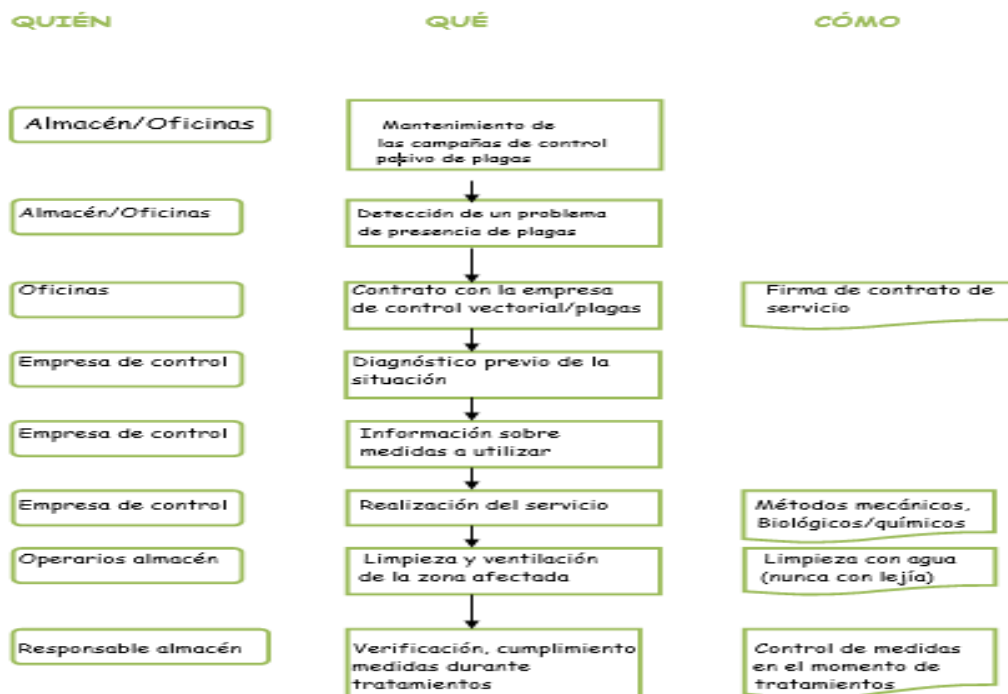 QUIÉN QUÉ CÓMO
Almacén/Oficinas
Mantenimiento de
las campañas de control
pasivo de plagas
Almacén/Oficinas
Detección de un problema
de presencia de plagas
Oficinas
Contrato con la empresa
de control vectorial/plagas
Firma de contrato de
servicio
Empresa de control
Diagnóstico previo de la
situación
Empresa de control
Información sobre
medidas a utilizar
Empresa de control
Realización del servicio
Métodos mecánicos,
Biológicos/químicos
Operarios almacén
Limpieza y ventilación
de la zona afectada
Limpieza con agua
(nunca con lejía)
Responsable almacén
Verificación, cumplimiento
medidas durante
tratamientos
Control de medidas
en el momento de
tratamientos